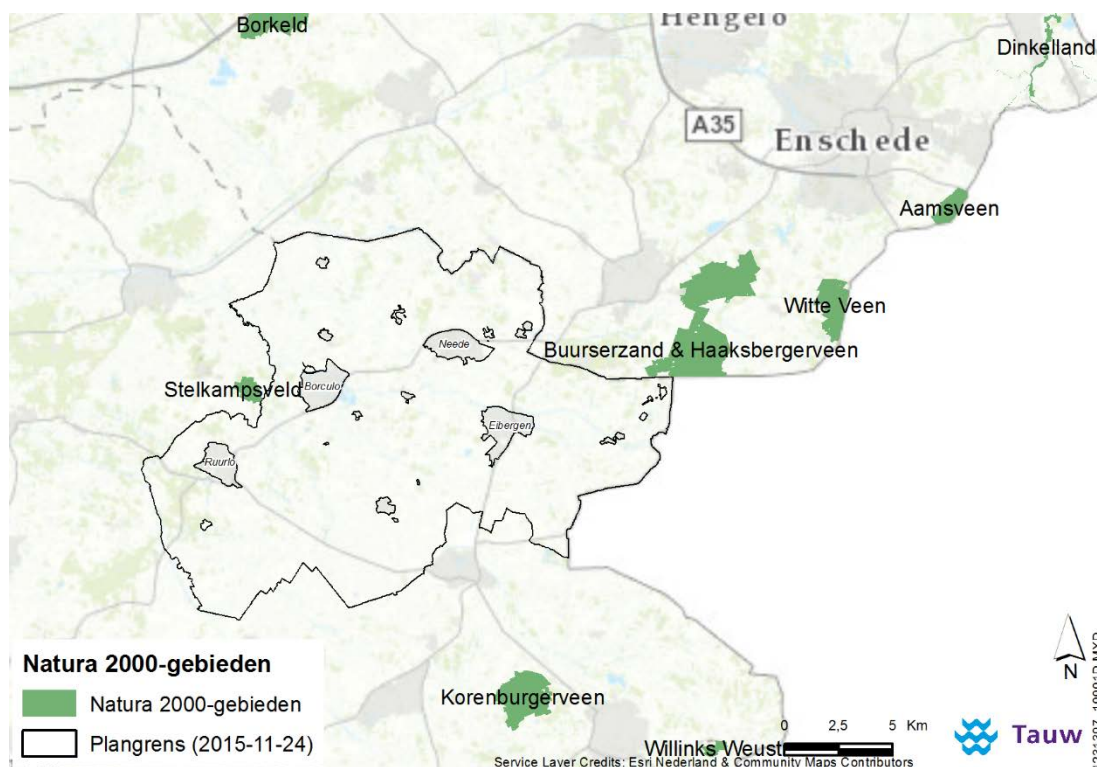 Borkeld
Hengelo
Dinkelland
A35
Enschede
Aamsveen
Witte Veen
Neede
Buurserzand & Haaksbergerveen
Stelkampsveld
Borculo
Eibergen
Ruurlo
Natura 2000-gebieden
Natura 2000-gebieden
Plangrens (2015-11-24)
Korenburgerveen
Willinks Weust
0 2,5 5 Km
N
Tauw
Service Layer Credits: Esri Nederland & Community Maps Contributors